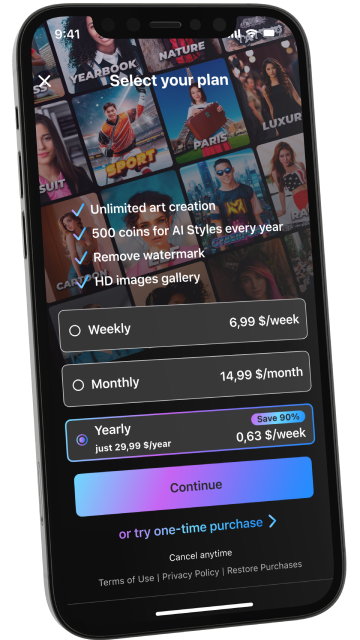 9:41
YEARBOOK
NATURE
Select your plan
SPORT
PARIS
LUXUR
SUIT
Unlimited art creation
500 coins for AI Styles every year
Remove watermark
CARTOON
HD images gallery
Weekly
6,99 $/week
Monthly
14,99 $/month
Save 90%
Yearly
0,63 $/week
just 29,99 $/year
Continue
or try one-time purchase
Cancel anytime
Terms of Use | Privacy Policy | Restore Purchases